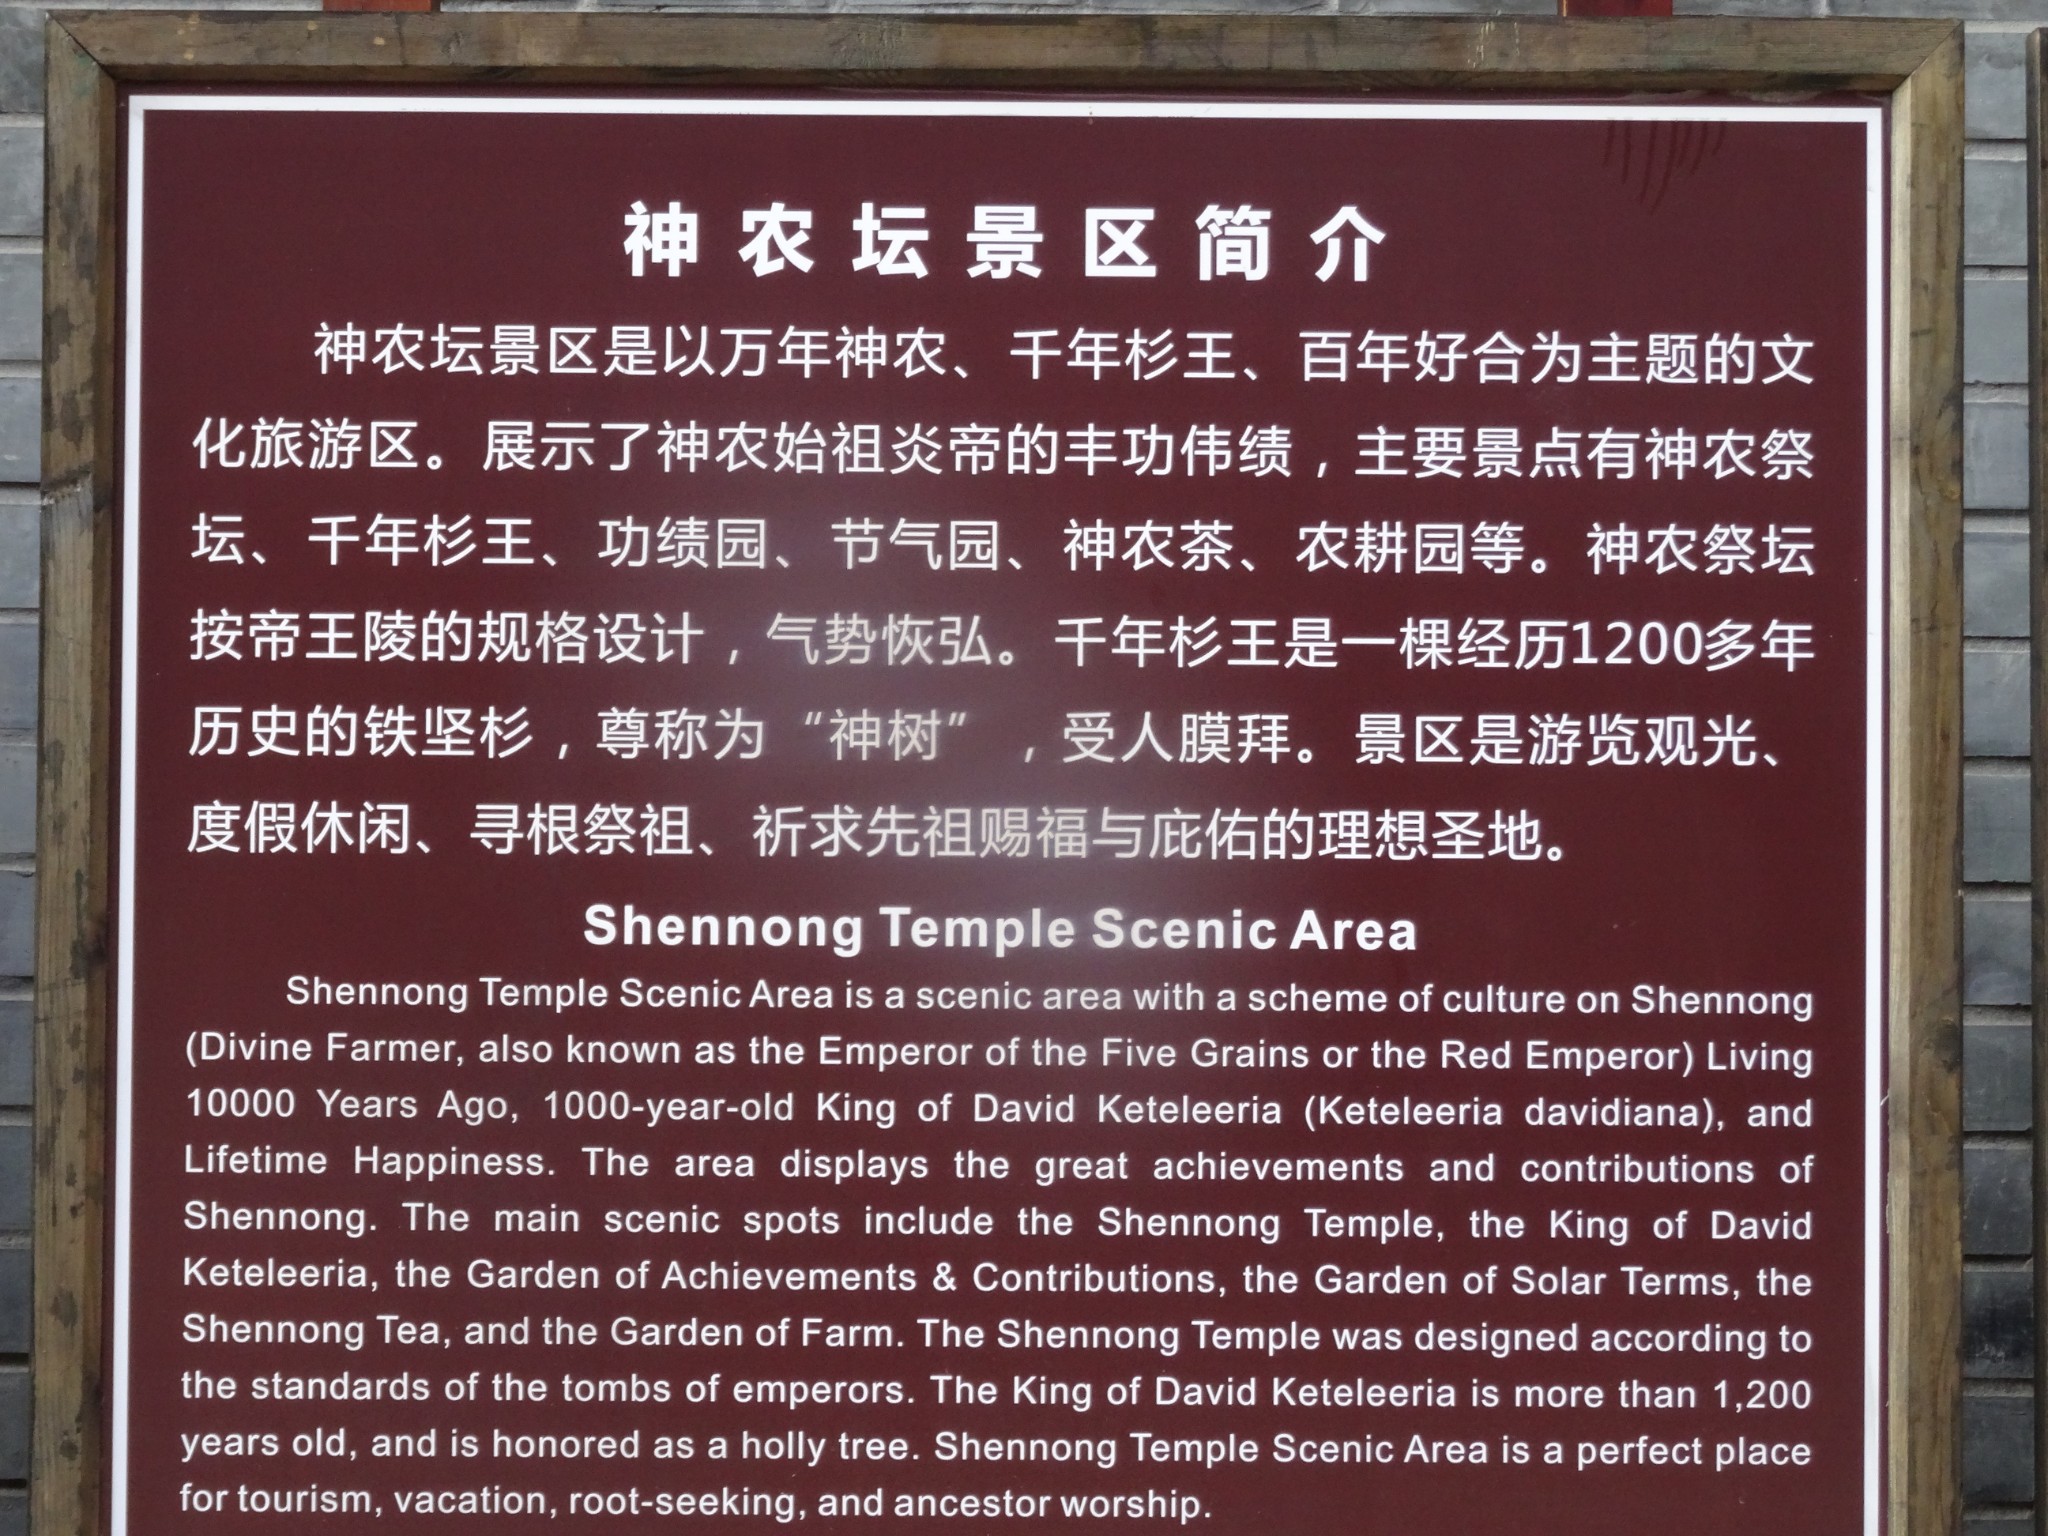 神农坛景区简介
神农坛景区是以万年神农、千年杉王、百年好合为主题的文
化旅游区。展示了神农始祖炎帝的丰功伟绩，主要景点有神农祭
坛、千年杉王、功绩园、节气园、神农茶、农耕园等。神农祭坛
按帝王陵的规格设计，气势恢弘。千年杉王是一棵经历1200多年
历史的铁坚杉，尊称为“神树”，受人膜拜。景区是游览观光、
度假休闲、寻根祭祖、祈求先祖赐福与庇佑的理想圣地。
Shennong Temple Scenic Area
Shennong Temple Scenic Area is a scenic area with a scheme of culture on Shennong
(Divine Farmer, also known as the Emperor of the Five Grains or the Red Emperor) Living
10000 Years Ago, 1000-year-old King of David Keteleeria (Keteleeria davidiana), and
Lifetime Happiness. The area displays the great achievements and contributions of
Shennong. The main scenic spots include the Shennong Temple, the King of David
Keteleeria, the Garden of Achievements & Contributions, the Garden of Solar Terms, the
Shennong Tea, and the Garden of Farm. The Shennong Temple was designed according to
the standards of the tombs of emperors. The King of David Keteleeria is more than 1,200
years old, and is honored as a holly tree. Shennong Temple Scenic Area is a perfect place
for tourism, vacation, root-seeking, and ancestor worship.